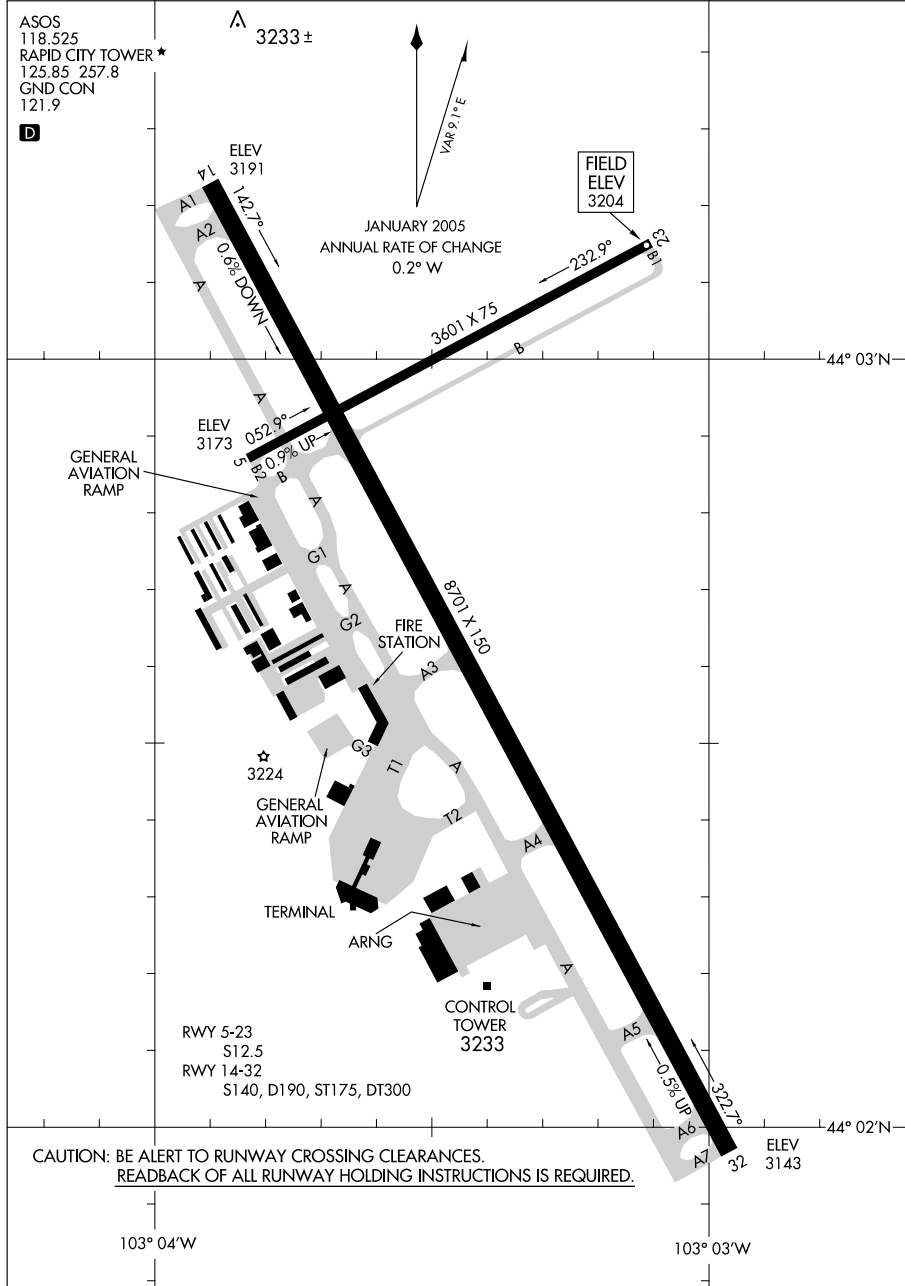 ASOS
118.525
RAPID CITY TOWER ★
125.85 257.8
GND CON
121.9
D
3233 ±
VAR 9.1° E
JANUARY 2005
ANNUAL RATE OF CHANGE
0.2° W
FIELD
ELEV
3204
ELEV
3191
14
142.7°
A1
A2
0.6% DOWN
A
23
B1
232.9°
3601 X 75
B
44° 03'N
A
ELEV
3173
052.9°
0.9% UP
5
B2
B
GENERAL
AVIATION
RAMP
A
G1
A
8701 X 150
G2
FIRE
STATION
A3
G3
T1
A
3224
GENERAL
AVIATION
RAMP
T2
A4
TERMINAL
ARNG
A
CONTROL
TOWER
3233
A5
0.5% UP
322.7°
RWY 5-23
S12.5
RWY 14-32
S140, D190, ST175, DT300
A6
A7
32
44° 02'N
ELEV
3143
CAUTION: BE ALERT TO RUNWAY CROSSING CLEARANCES.
READBACK OF ALL RUNWAY HOLDING INSTRUCTIONS IS REQUIRED.
103° 04'W
103° 03'W